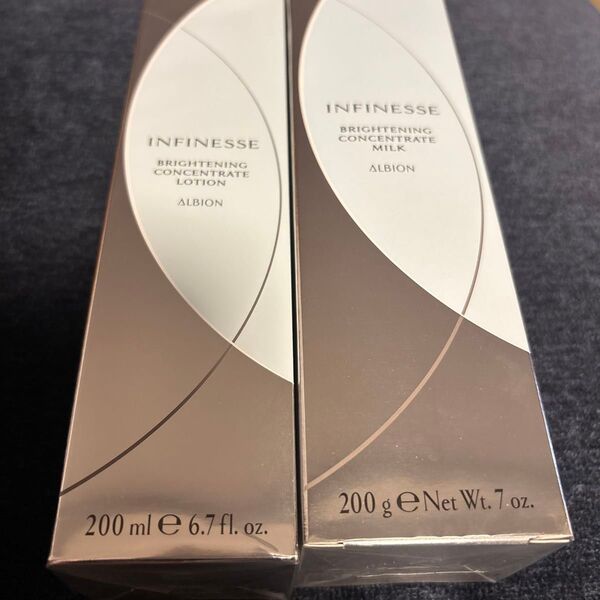 INFINESSE
BRIGHTENING
CONCENTRATE
LOTION
ALBION
200 ml ℮ 6.7 fl. oz.
INFINESSE
BRIGHTENING
CONCENTRATE
MILK
ALBION
200 g ℮ Net Wt. 7 oz.